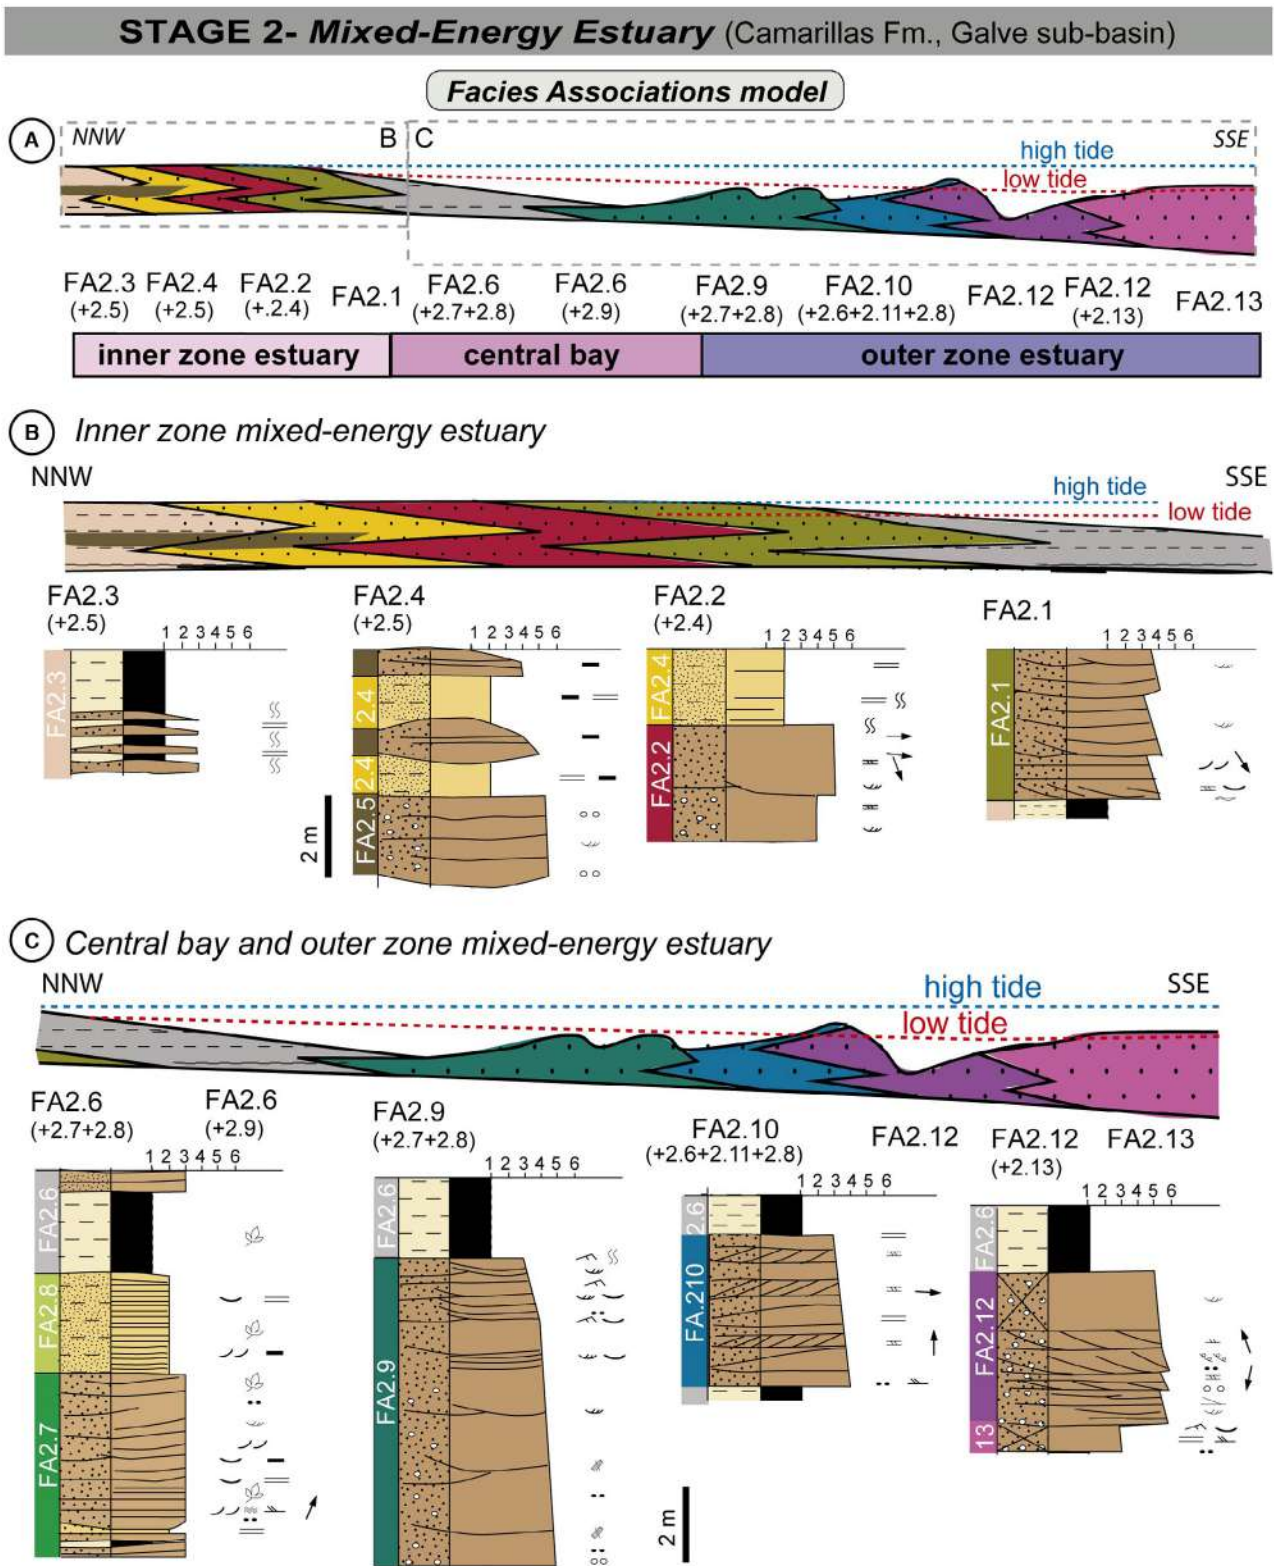 STAGE 2- Mixed-Energy Estuary (Camarillas Fm., Galve sub-basin)
Facies Associations model
A NNW B C SSE
high tide
low tide
FA2.3 FA2.4 FA2.2 FA2.1 FA2.6 FA2.6 FA2.9 FA2.10 FA2.12 FA2.12 FA2.13
(+2.5) (+2.5) (+.2.4) (+2.7+2.8) (+2.9) (+2.7+2.8) (+2.6+2.11+2.8) (+2.13)
inner zone estuary central bay outer zone estuary
B Inner zone mixed-energy estuary
NNW SSE
high tide
low tide
FA2.3 FA2.4 FA2.2 FA2.1
(+2.5) (+2.5) (+2.4)
1 2 3 4 5 6 1 2 3 4 5 6 1 2 3 4 5 6 1 2 3 4 5 6
FA2.3
2.4
2.4
FA2.5
FA2.4
FA2.2
FA2.1
2 m
C Central bay and outer zone mixed-energy estuary
NNW SSE
high tide
low tide
FA2.6 FA2.6 FA2.9 FA2.10 FA2.12 FA2.12 FA2.13
(+2.7+2.8) (+2.9) (+2.7+2.8) (+2.6+2.11+2.8) (+2.13)
1 2 3 4 5 6 1 2 3 4 5 6 1 2 3 4 5 6 1 2 3 4 5 6
FA2.6
FA2.8
FA2.7
FA2.6
FA2.9
2.6
FA.210
FA2.6
FA2.12
13
2 m